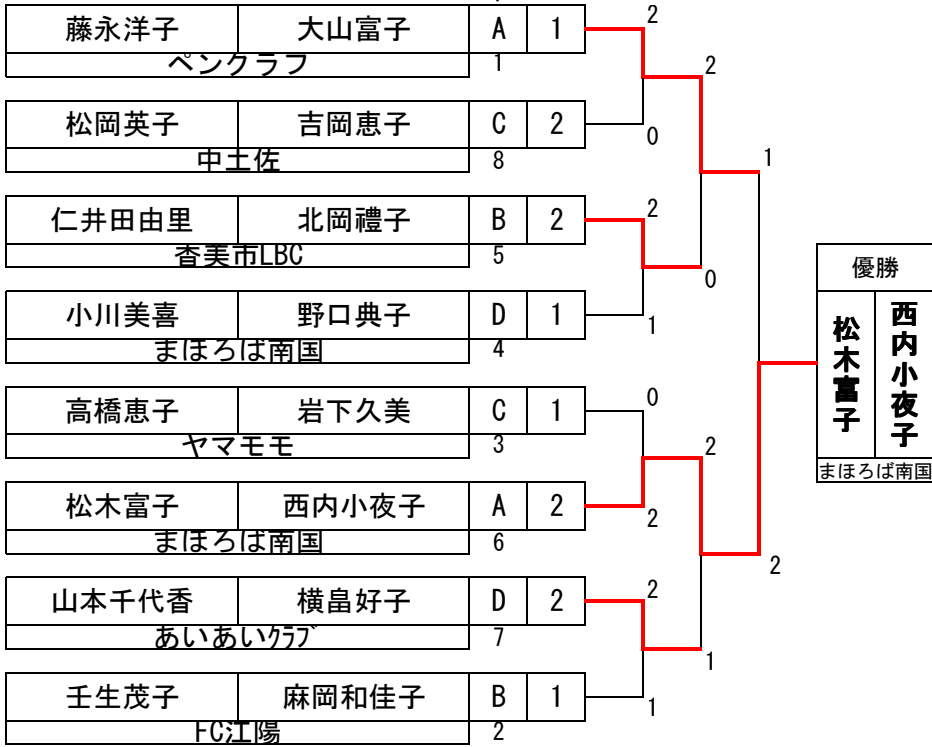 藤永洋子 大山富子 A 1 2
ペンクラフ 1
2
松岡英子 吉岡恵子 C 2 0
中土佐 8
1
仁井田由里 北岡禮子 B 2 2
香美市LBC 5
0
小川美喜 野口典子 D 1 1
まほろば南国 4
優勝
松木富子 西内小夜子
まほろば南国
高橋恵子 岩下久美 C 1 0
ヤマモモ 3
2
松木富子 西内小夜子 A 2 2
まほろば南国 6
2
山本千代香 横畠好子 D 2 2
あいあいクラブ 7
1
壬生茂子 麻岡和佳子 B 1 1
FC江陽 2